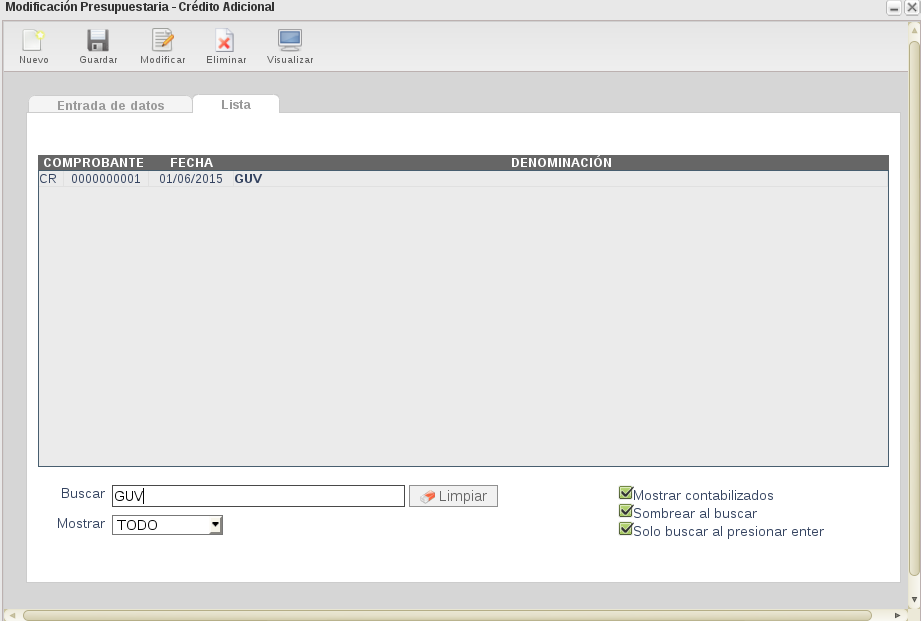 Modificación Presupuestaria - Crédito Adicional
Nuevo Guardar Modificar Eliminar Visualizar
Entrada de datos Lista
COMPROBANTE FECHA DENOMINACIÓN
CR 0000000001 01/06/2015 GUV
Buscar GUV Limpiar
Mostrar TODO
Mostrar contabilizados
Sombrear al buscar
Solo buscar al presionar enter